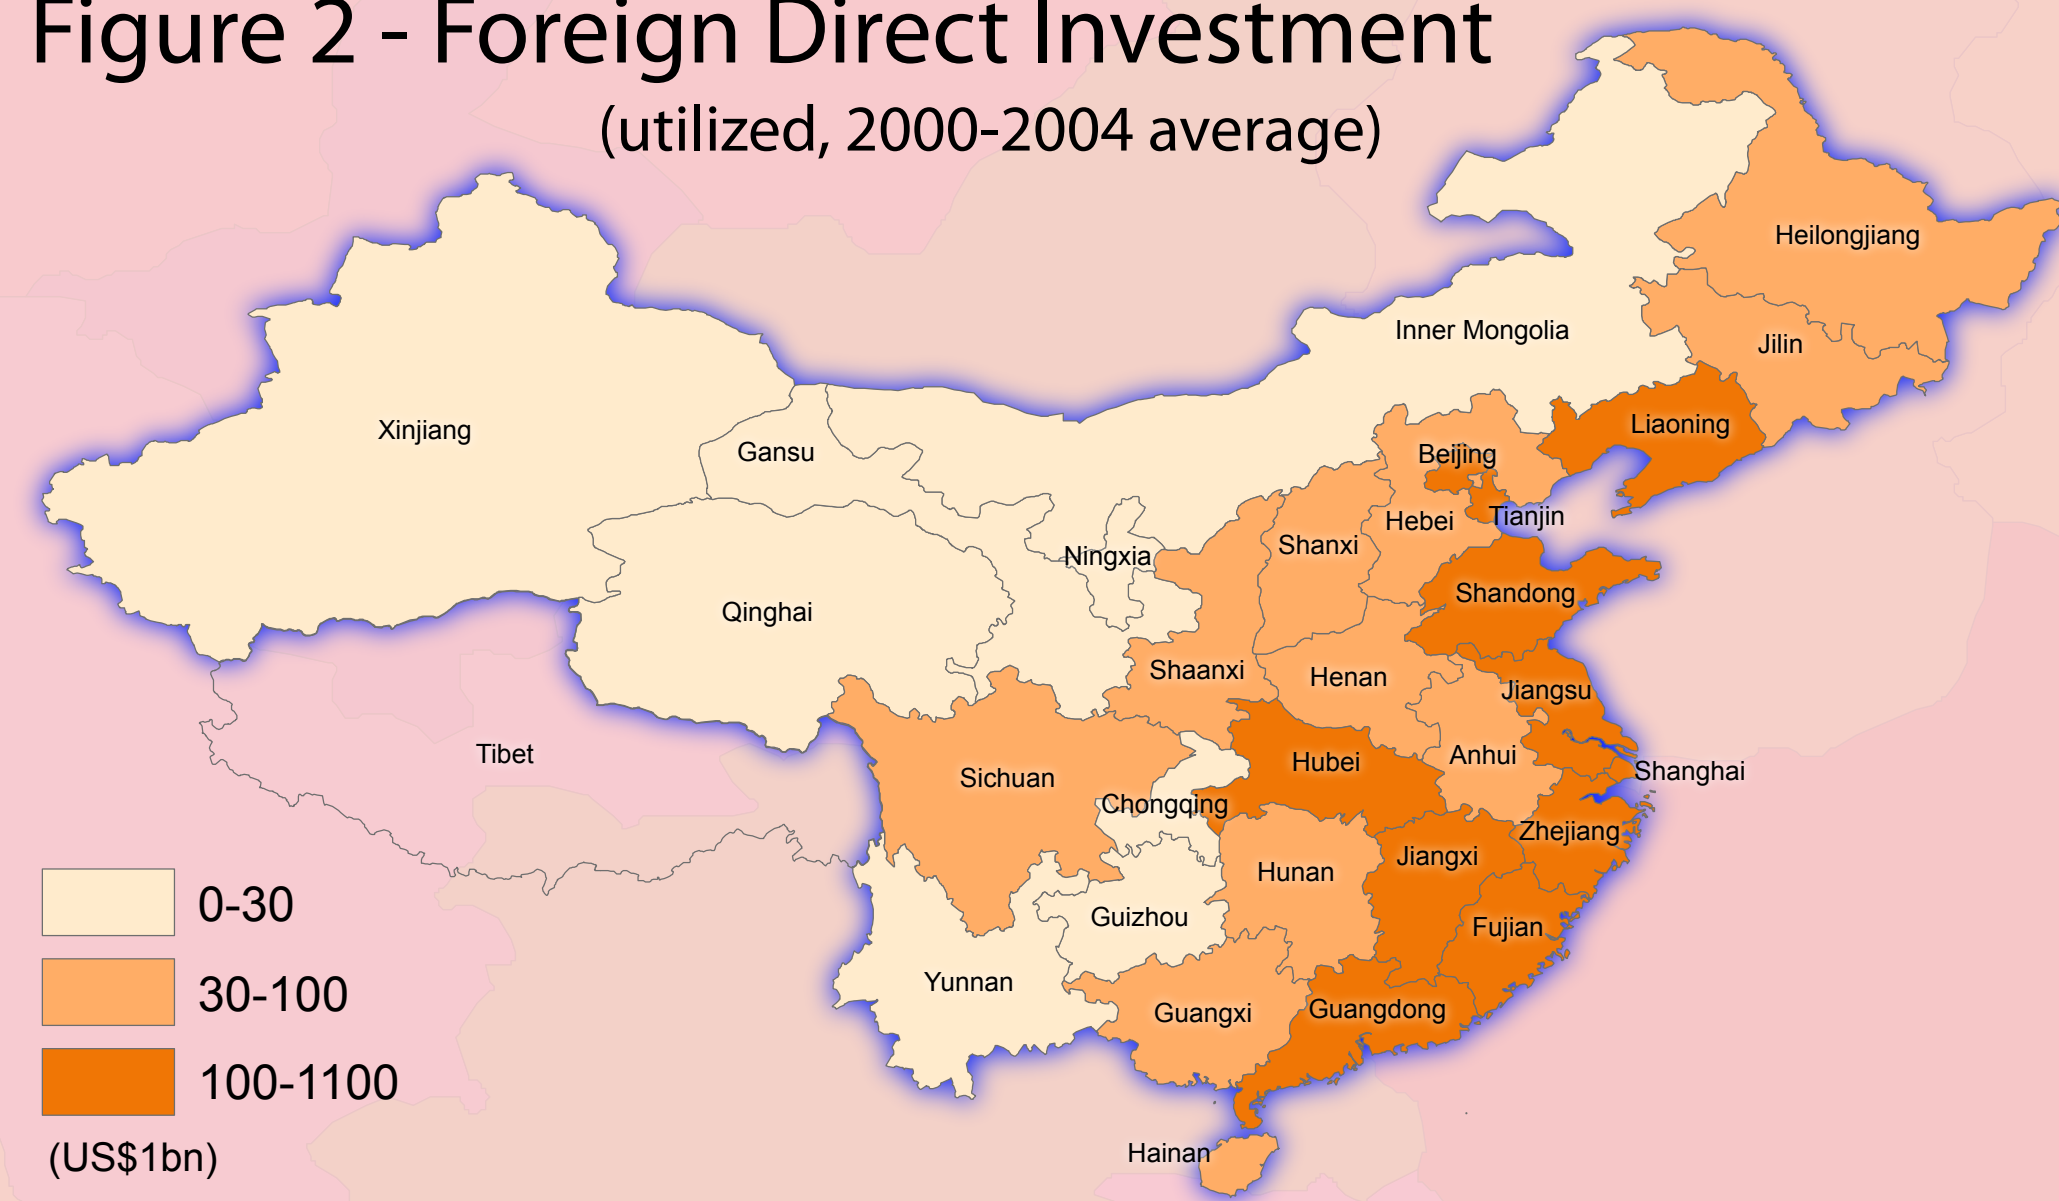 Figure 2 - Foreign Direct Investment
(utilized, 2000-2004 average)
Heilongjiang
Inner Mongolia
Jilin
Xinjiang
Gansu
Liaoning
Beijing
Tianjin
Hebei
Shanxi
Ningxia
Shandong
Qinghai
Shaanxi
Henan
Jiangsu
Tibet
Sichuan
Hubei
Anhui
Shanghai
Chongqing
Zhejiang
Jiangxi
Hunan
Guizhou
Fujian
Yunnan
Guangxi
Guangdong
Hainan
0-30
30-100
100-1100
(US$1bn)